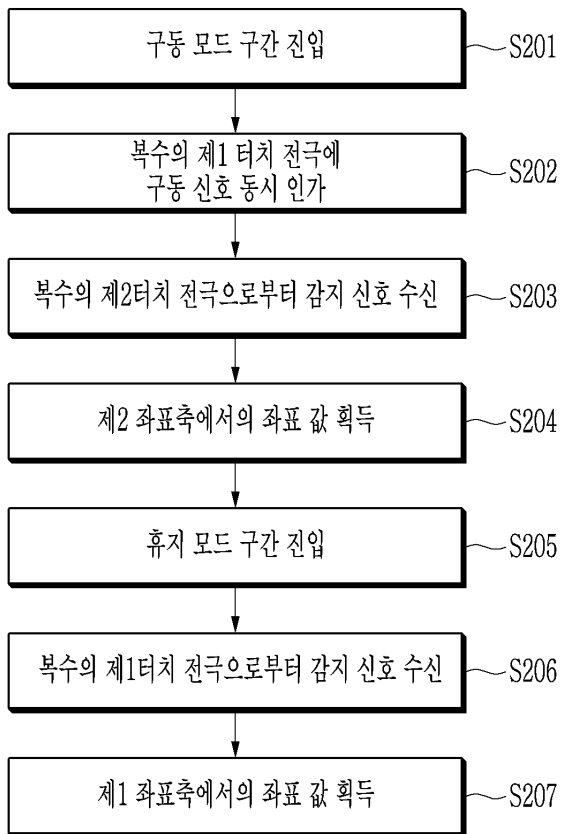 구동 모드 구간 진입
S201
복수의 제1 터치 전극에
구동 신호 동시 인가
S202
복수의 제2터치 전극으로부터 감지 신호 수신
S203
제2 좌표축에서의 좌표 값 획득
S204
휴지 모드 구간 진입
S205
복수의 제1터치 전극으로부터 감지 신호 수신
S206
제1 좌표축에서의 좌표 값 획득
S207